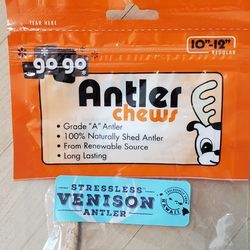 TEAR HERE
10"-12"
REGULAR
gogo
Antler
chews
• Grade "A" Antler
• 100% Naturally Shed Antler
• From Renewable Source
• Long Lasting
STRESSLESS
VENISON
ANTLER